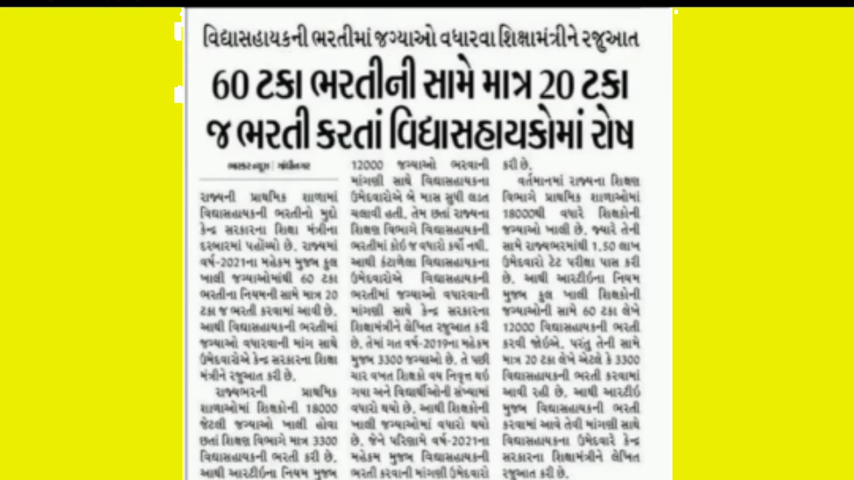 વિદ્યાસહાયકની ભરતીમાં જગ્યાઓ વધારવા શિક્ષામંત્રીને રજુઆત
60 ટકા ભરતીની સામે માત્ર 20 ટકા
જ ભરતી કરતાં વિદ્યાસહાયકોમાં રોષ
ભાસ્કર ન્યૂઝ | ગાંધીનગર
રાજ્યની પ્રાથમિક શાળામાં
વિદ્યાસહાયકની ભરતીનો મુદ્દો
કેન્દ્ર સરકારના શિક્ષા મંત્રીના
દરબારમાં પહોંચ્યો છે. રાજ્યમાં
વર્ષ-2021ના મહેકમ મુજબ કુલ
ખાલી જગ્યાઓમાંથી 60 ટકા
ભરતીના નિયમની સામે માત્ર 20
ટકા જ ભરતી કરવામાં આવી છે.
આથી વિદ્યાસહાયકની ભરતીમાં
જગ્યાઓ વધારવાની માંગ સાથે
ઉમેદવારોએ કેન્દ્ર સરકારના શિક્ષા
મંત્રીને રજુઆત કરી છે.
રાજ્યભરની પ્રાથમિક
શાળાઓમાં શિક્ષકોની 18000
જેટલી જગ્યાઓ ખાલી હોવા
છતાં શિક્ષણ વિભાગે માત્ર 3300
વિદ્યાસહાયકની ભરતી કરી છે.
આથી આરટીઇના નિયમ મુજબ
12000 જગ્યાઓ ભરવાની
માંગણી સાથે વિદ્યાસહાયકના
ઉમેદવારોએ બે માસ સુધી લડત
ચલાવી હતી. તેમ છતાં રાજ્યના
શિક્ષણ વિભાગે વિદ્યાસહાયકની
ભરતીમાં કોઇ જ વધારો કર્યો નથી.
આથી કંટાળેલા વિદ્યાસહાયકના
ઉમેદવારોએ વિદ્યાસહાયકની
ભરતીમાં જગ્યાઓ વધારવાની
માંગણી સાથે કેન્દ્ર સરકારના
શિક્ષામંત્રીને લેખિત રજૂઆત કરી
છે. તેમાં ગત વર્ષ-2019ના મહેકમ
મુજબ 3300 જગ્યાઓ છે. તે પછી
ચાર વખત શિક્ષકો વય નિવૃત્ત થઇ
ગયા અને વિદ્યાર્થીઓની સંખ્યામાં
વધારો થયો છે. આથી શિક્ષકોની
ખાલી જગ્યાઓમાં વધારો થયો
છે. જેને પરિણામે વર્ષ-2021ના
મહેકમ મુજબ વિદ્યાસહાયકની
ભરતી કરવાની માંગણી ઉમેદવારો
કરી છે.
વર્તમાનમાં રાજ્યના શિક્ષણ
વિભાગે પ્રાથમિક શાળાઓમાં
18000થી વધારે શિક્ષકોની
જગ્યાઓ ખાલી છે. જ્યારે તેની
સામે રાજ્યભરમાંથી 1.50 લાખ
ઉમેદવારો ટેટ પરીક્ષા પાસ કરી
છે. આથી આરટીઇના નિયમ
મુજબ કુલ ખાલી શિક્ષકોની
જગ્યાઓની સામે 60 ટકા લેખે
12000 વિદ્યાસહાયકની ભરતી
કરવી જોઇએ. પરંતુ તેની સામે
માત્ર 20 ટકા લેખે એટલે કે 3300
વિદ્યાસહાયકની ભરતી કરવામાં
આવી રહી છે. આથી આરટીઇ
મુજબ વિદ્યાસહાયકની ભરતી
કરવામાં આવે તેવી માંગણી સાથે
વિદ્યાસહાયકના ઉમેદવારે કેન્દ્ર
સરકારના શિક્ષામંત્રીને લેખિત
રજૂઆત કરી છે.